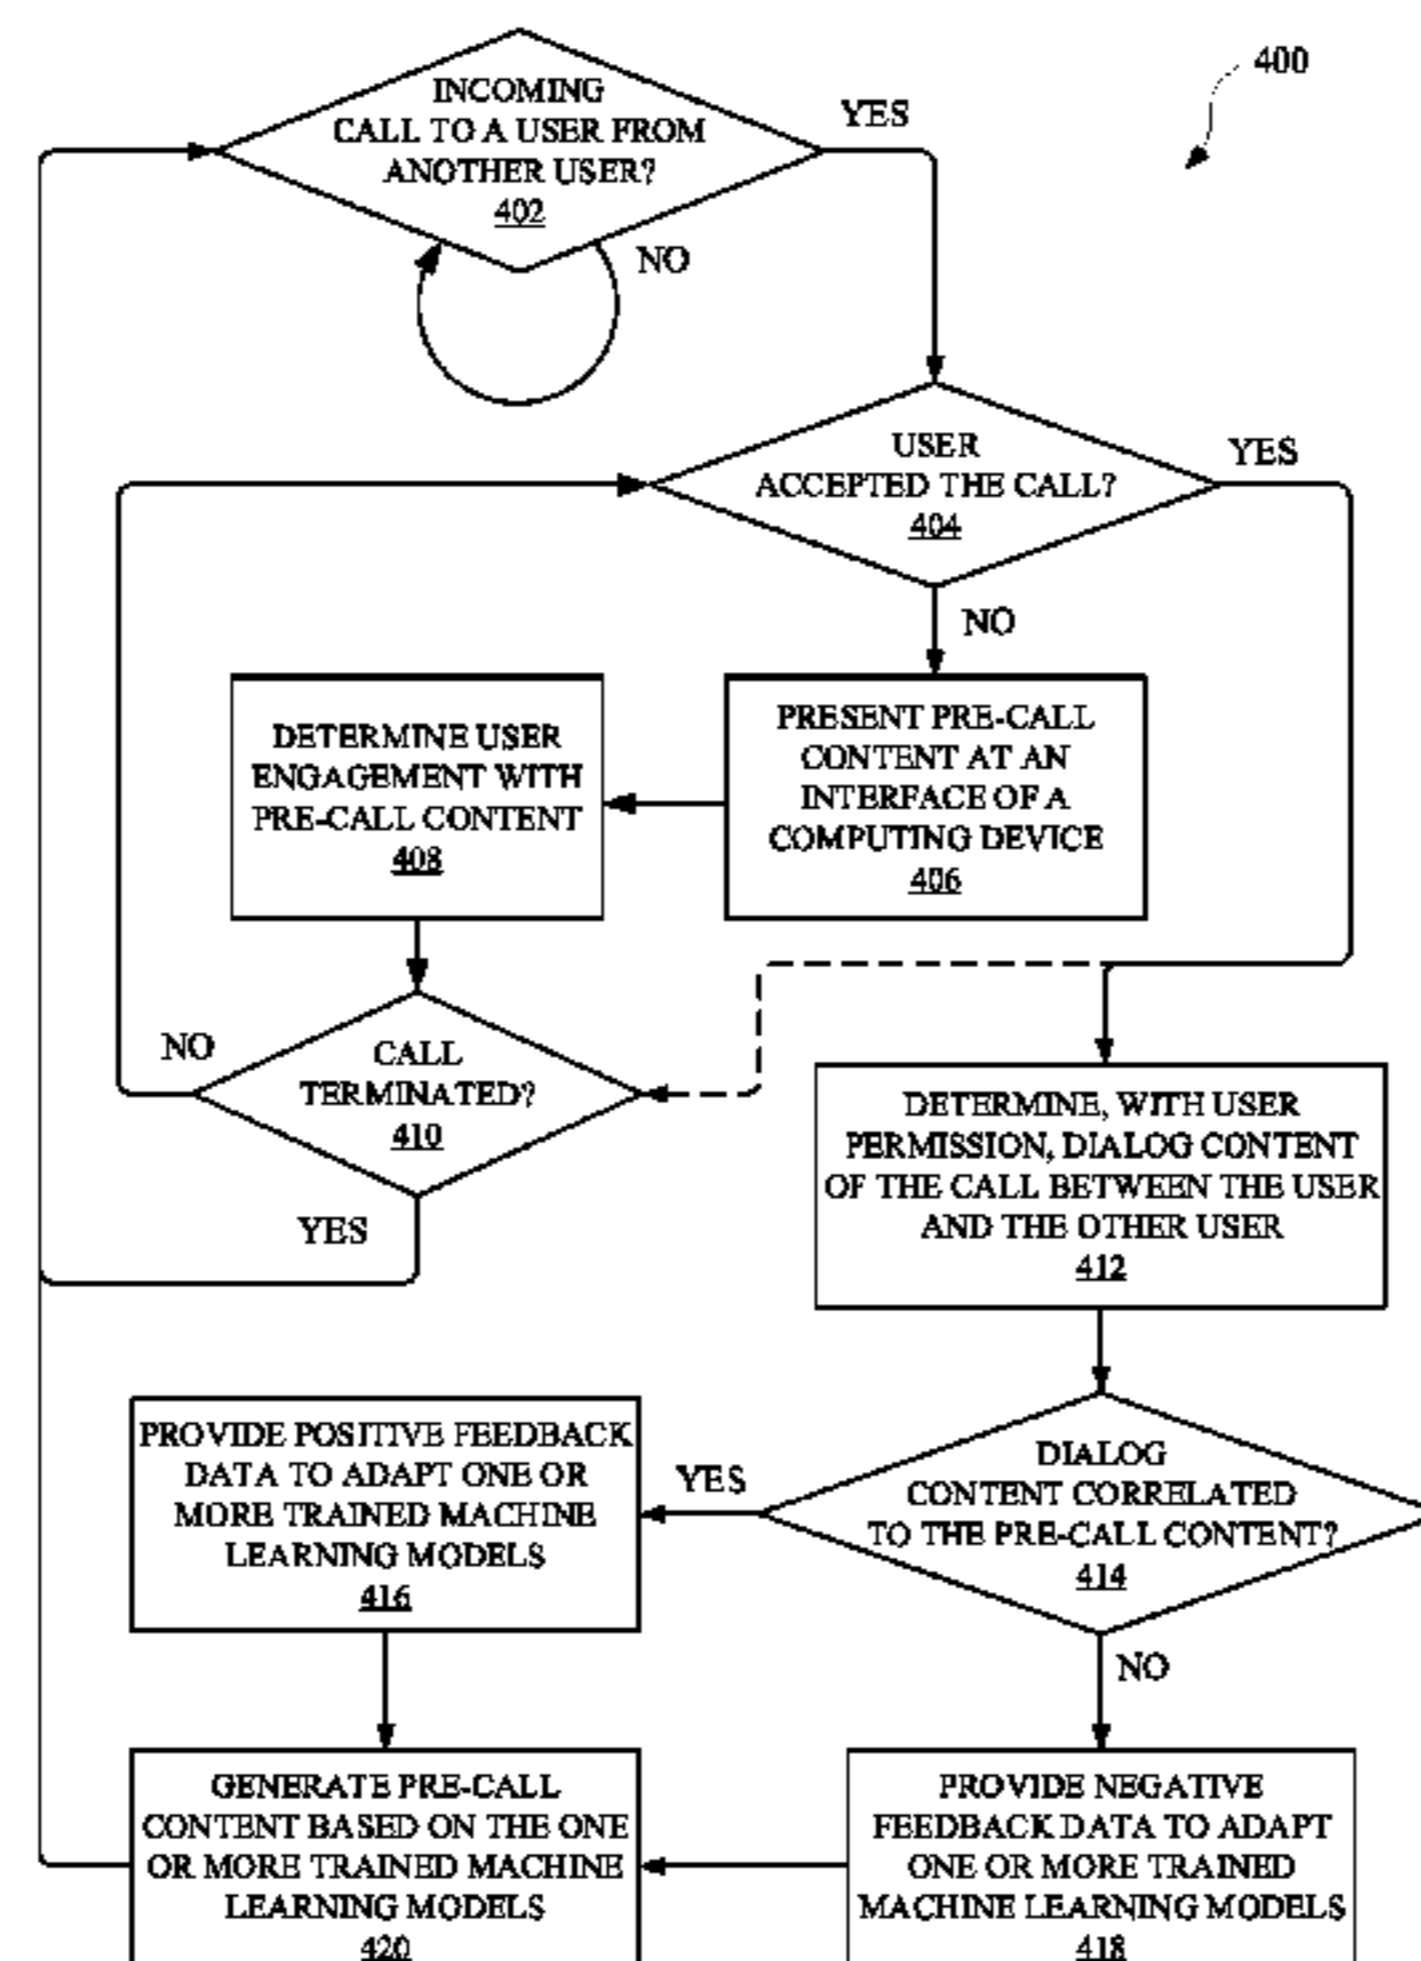 400
INCOMING
CALL TO A USER FROM
ANOTHER USER?
402
YES
NO
USER
ACCEPTED THE CALL?
404
YES
NO
DETERMINE USER
ENGAGEMENT WITH
PRE-CALL CONTENT
408
PRESENT PRE-CALL
CONTENT AT AN
INTERFACE OF A
COMPUTING DEVICE
406
NO
CALL
TERMINATED?
410
YES
DETERMINE, WITH USER
PERMISSION, DIALOG CONTENT
OF THE CALL BETWEEN THE USER
AND THE OTHER USER
412
PROVIDE POSITIVE FEEDBACK
DATA TO ADAPT ONE OR
MORE TRAINED MACHINE
LEARNING MODELS
416
YES
DIALOG
CONTENT CORRELATED
TO THE PRE-CALL CONTENT?
414
NO
GENERATE PRE-CALL
CONTENT BASED ON THE ONE
OR MORE TRAINED MACHINE
LEARNING MODELS
420
PROVIDE NEGATIVE
FEEDBACK DATA TO ADAPT
ONE OR MORE TRAINED
MACHINE LEARNING MODELS
418